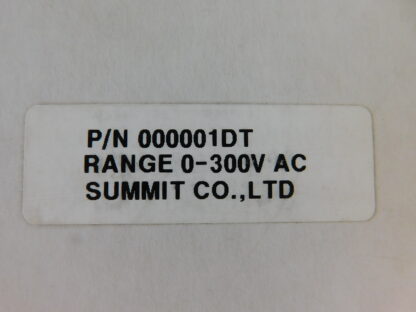 P/N 000001DT
RANGE 0-300V AC
SUMMIT CO.,LTD